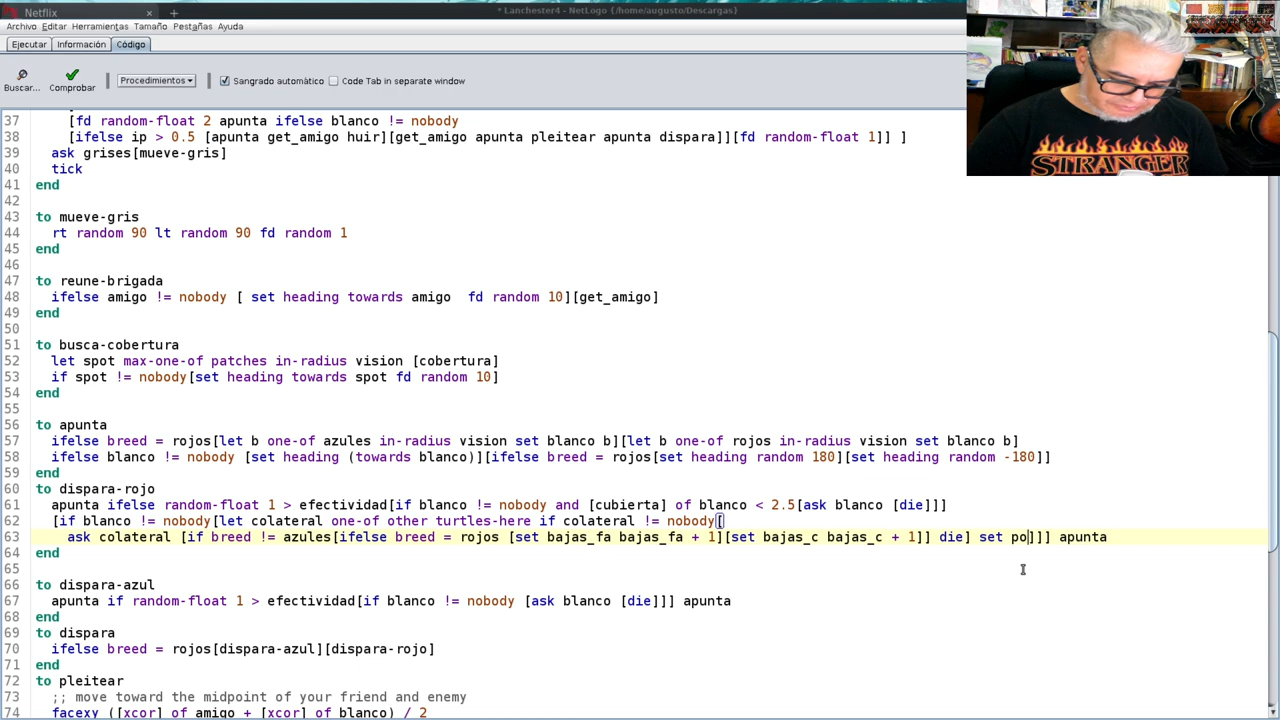 Netflix × +
* Lanchester4 - NetLogo {/home/augusto/Descargas}
Archivo Editar Herramientas Tamaño Pestañas Ayuda
Ejecutar Información Código
Buscar... Comprobar Procedimientos Sangrado automático Code Tab in separate window
37 [fd random-float 2 apunta ifelse blanco != nobody
38 [ifelse ip > 0.5 [apunta get_amigo huir][get_amigo apunta pleitear apunta dispara]][fd random-float 1]] ]
39 ask grises[mueve-gris]
40 tick
41 end
42
43 to mueve-gris
44 rt random 90 lt random 90 fd random 1
45 end
46
47 to reune-brigada
48 ifelse amigo != nobody [ set heading towards amigo  fd random 10][get_amigo]
49 end
50
51 to busca-cobertura
52 let spot max-one-of patches in-radius vision [cobertura]
53 if spot != nobody[set heading towards spot fd random 10]
54 end
55
56 to apunta
57 ifelse breed = rojos[let b one-of azules in-radius vision set blanco b][let b one-of rojos in-radius vision set blanco b]
58 ifelse blanco != nobody [set heading (towards blanco)][ifelse breed = rojos[set heading random 180][set heading random -180]]
59 end
60 to dispara-rojo
61 apunta ifelse random-float 1 > efectividad[if blanco != nobody and [cubierta] of blanco < 2.5[ask blanco [die]]]
62 [if blanco != nobody[let colateral one-of other turtles-here if colateral != nobody[
63 ask colateral [if breed != azules[ifelse breed = rojos [set bajas_fa bajas_fa + 1][set bajas_c bajas_c + 1]] die] set po]]] apunta
64 end
65
66 to dispara-azul
67 apunta if random-float 1 > efectividad[if blanco != nobody [ask blanco [die]]] apunta
68 end
69 to dispara
70 ifelse breed = rojos[dispara-azul][dispara-rojo]
71 end
72 to pleitear
73 ;; move toward the midpoint of your friend and enemy
74 facexy ([xcor] of amigo + [xcor] of blanco) / 2
STRANGER